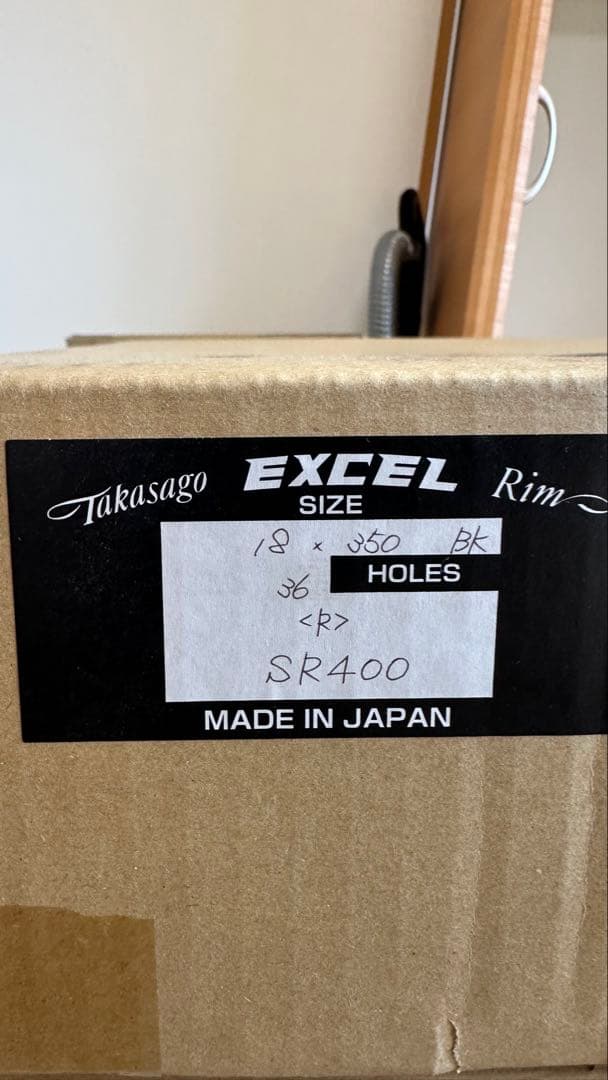 Takasago EXCEL Rim
SIZE
18 × 350 BK
36 HOLES
<R>
SR400
MADE IN JAPAN